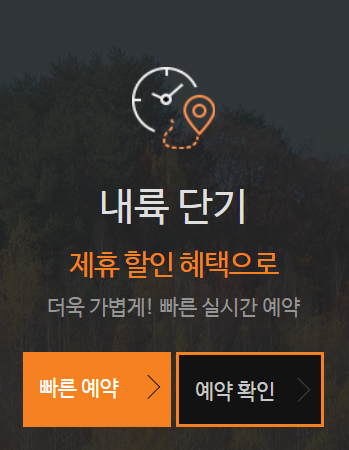 내륙 단기
제휴 할인 혜택으로
더욱 가볍게! 빠른 실시간 예약
빠른 예약
예약 확인